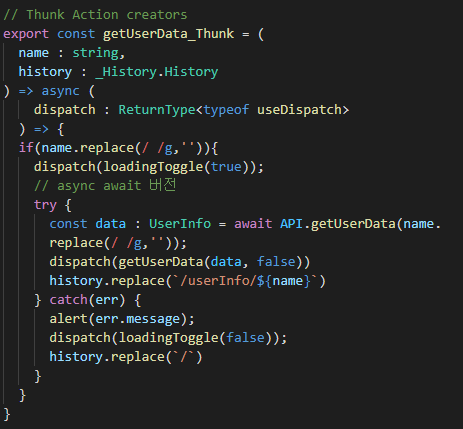 // Thunk Action creators
export const getUserData_Thunk = (
  name : string,
  history : _History.History
) => async (
    dispatch : ReturnType<typeof useDispatch>
  ) => {
  if(name.replace(/ /g,'')){
    dispatch(loadingToggle(true));
    // async await 버전
    try {
      const data : UserInfo = await API.getUserData(name.
      replace(/ /g,''));
      dispatch(getUserData(data, false))
      history.replace(`/userInfo/${name}`)
    } catch(err) {
      alert(err.message);
      dispatch(loadingToggle(false));
      history.replace(`/`)
    }
  }
}